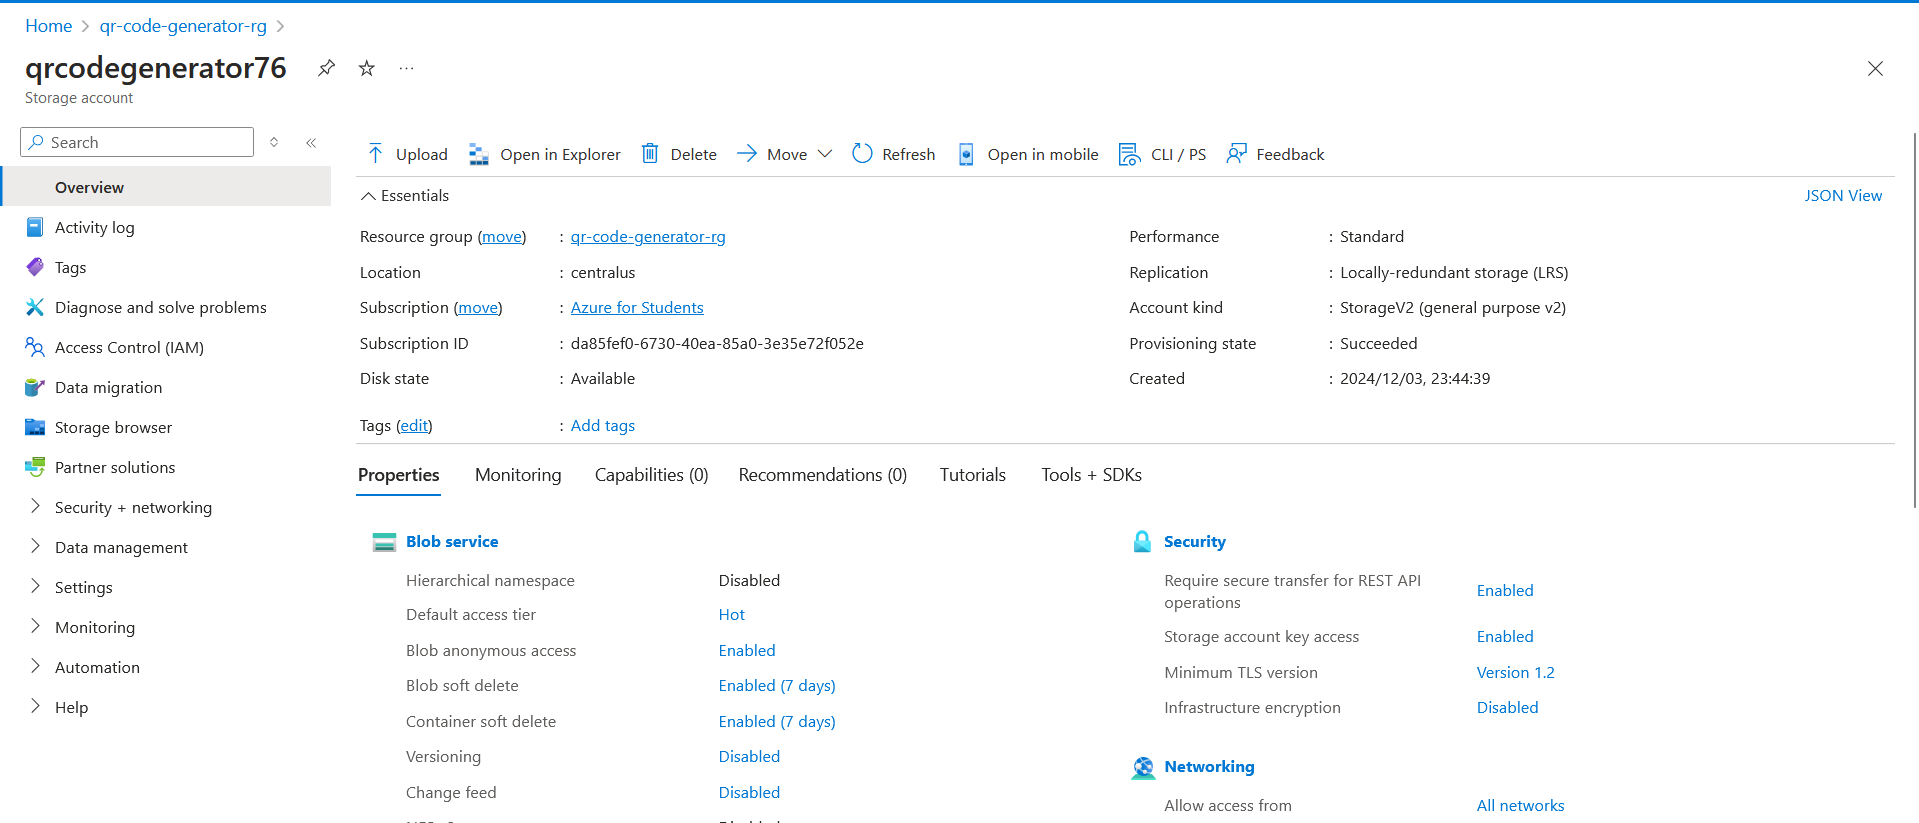 Home > qr-code-generator-rg >
qrcodegenerator76 ...
Storage account
Search
Overview
Activity log
Tags
Diagnose and solve problems
Access Control (IAM)
Data migration
Storage browser
Partner solutions
Security + networking
Data management
Settings
Monitoring
Automation
Help
Upload Open in Explorer Delete Move Refresh Open in mobile CLI / PS Feedback
Essentials JSON View
Resource group (move) : qr-code-generator-rg
Location : centralus
Subscription (move) : Azure for Students
Subscription ID : da85fef0-6730-40ea-85a0-3e35e72f052e
Disk state : Available
Tags (edit) : Add tags
Performance : Standard
Replication : Locally-redundant storage (LRS)
Account kind : StorageV2 (general purpose v2)
Provisioning state : Succeeded
Created : 2024/12/03, 23:44:39
Properties Monitoring Capabilities (0) Recommendations (0) Tutorials Tools + SDKs
Blob service
Hierarchical namespace Disabled
Default access tier Hot
Blob anonymous access Enabled
Blob soft delete Enabled (7 days)
Container soft delete Enabled (7 days)
Versioning Disabled
Change feed Disabled
Security
Require secure transfer for REST API
operations Enabled
Storage account key access Enabled
Minimum TLS version Version 1.2
Infrastructure encryption Disabled
Networking
Allow access from All networks